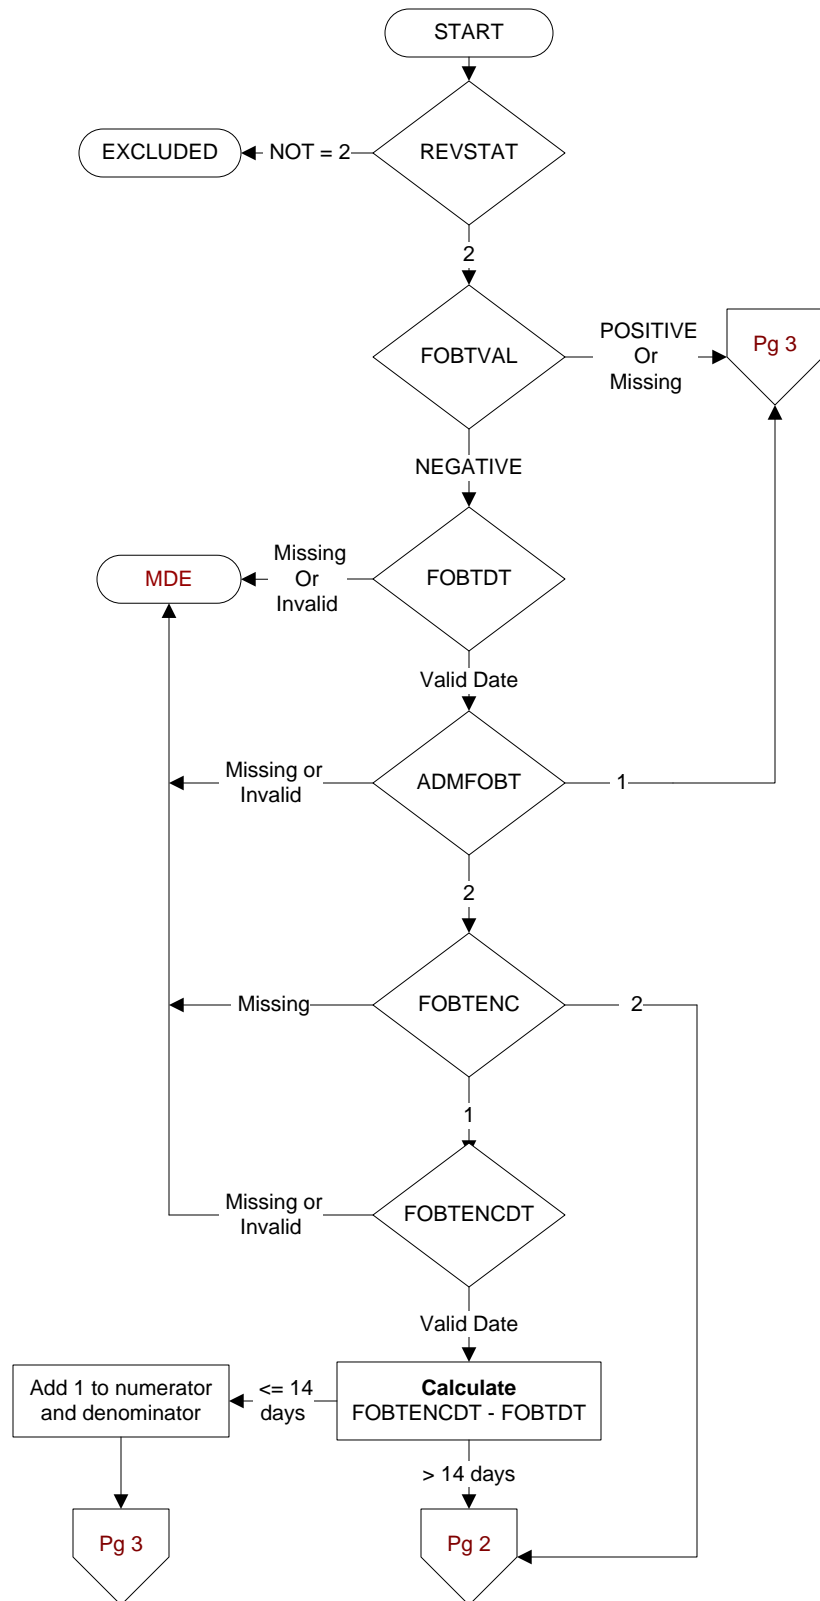 START
EXCLUDED
NOT = 2
REVSTAT
2
FOBTVAL
POSITIVE
Or
Missing
Pg 3
NEGATIVE
MDE
Missing
Or
Invalid
FOBTDT
Valid Date
Missing or
Invalid
ADMFOBT
1
2
Missing
FOBTENC
2
1
Missing or
Invalid
FOBTENCDT
Valid Date
Add 1 to numerator
and denominator
<= 14
days
Calculate
FOBTENCDT - FOBTDT
> 14 days
Pg 3
Pg 2